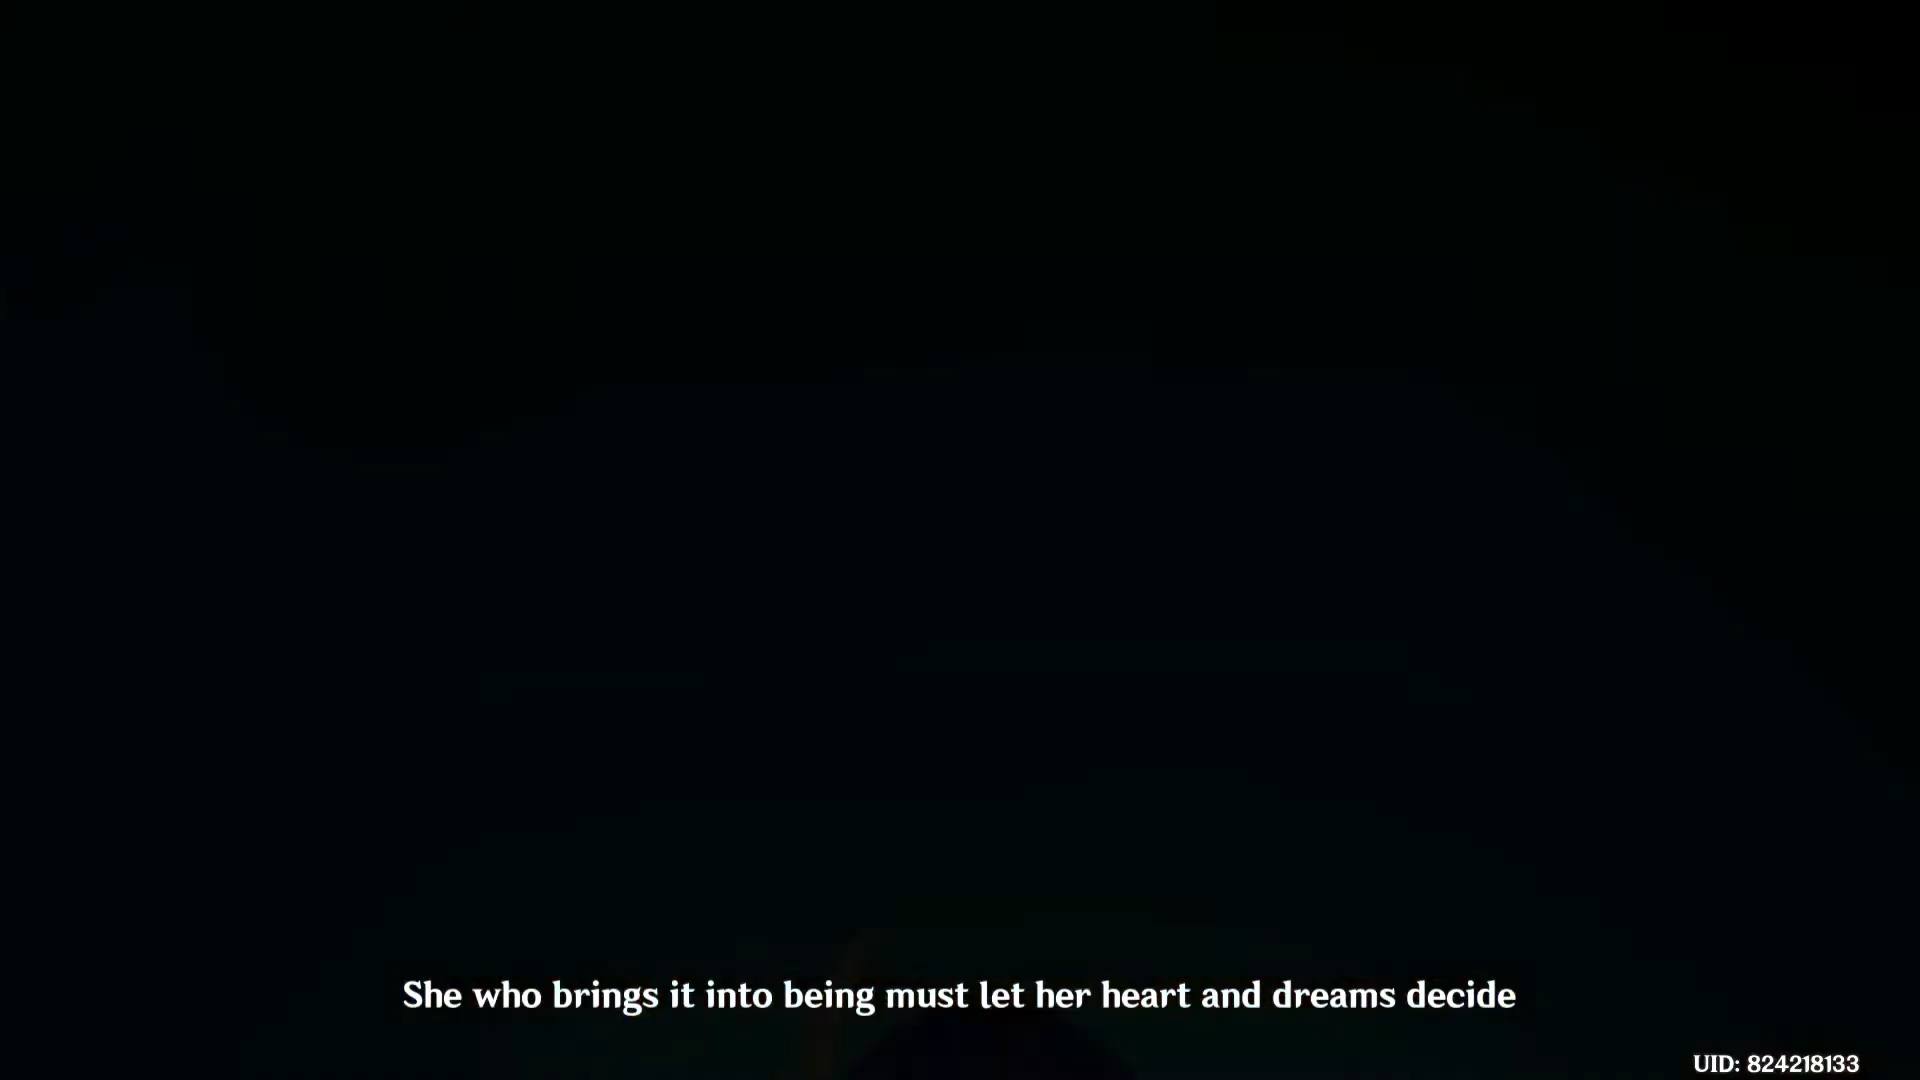 She who brings it into being must let her heart and dreams decide
UID: 824218133